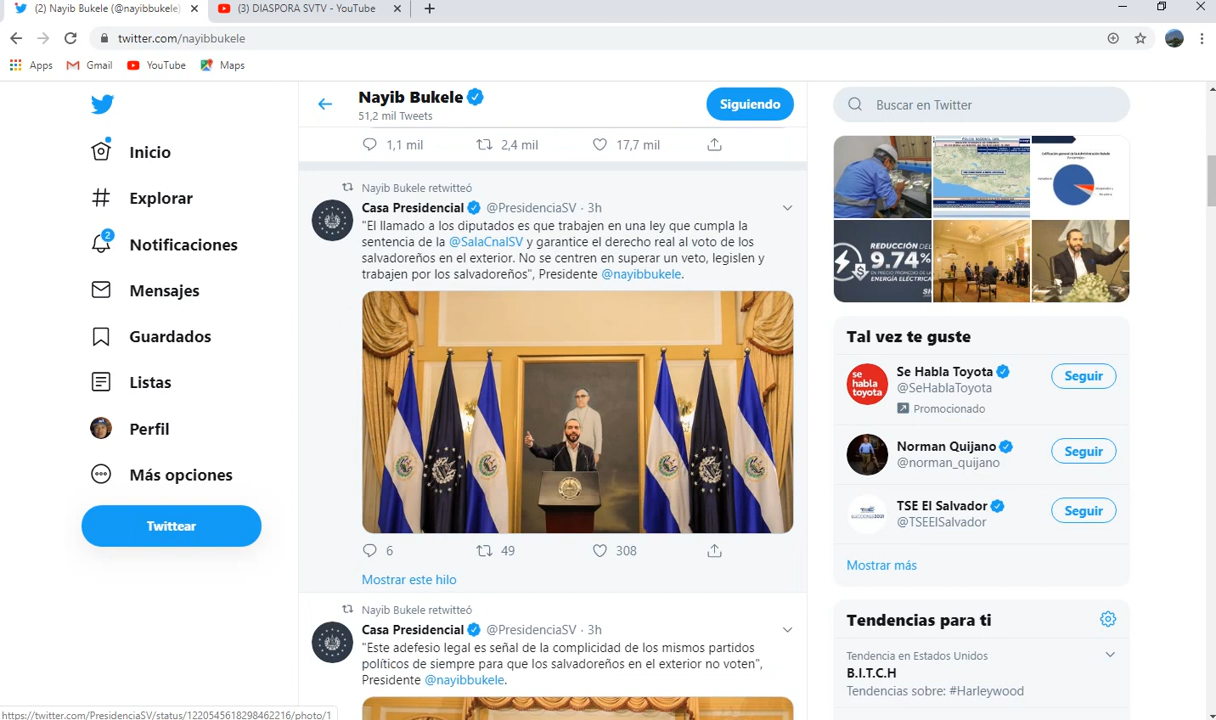 (2) Nayib Bukele (@nayibbukele)
(3) DIASPORA SVTV - YouTube
twitter.com/nayibbukele
Apps
Gmail
YouTube
Maps
Inicio
Explorar
2
Notificaciones
Mensajes
Guardados
Listas
Perfil
Más opciones
Twittear
Nayib Bukele
51,2 mil Tweets
Siguiendo
1,1 mil 2,4 mil 17,7 mil
Nayib Bukele retwitteó
Casa Presidencial @PresidenciaSV · 3h
"El llamado a los diputados es que trabajen en una ley que cumpla la
sentencia de la @SalaCnalSV y garantice el derecho real al voto de los
salvadoreños en el exterior. No se centren en superar un veto, legislen y
trabajen por los salvadoreños", Presidente @nayibbukele.
6 49 308
Mostrar este hilo
Nayib Bukele retwitteó
Casa Presidencial @PresidenciaSV · 3h
"Este adefesio legal es señal de la complicidad de los mismos partidos
políticos de siempre para que los salvadoreños en el exterior no voten",
Presidente @nayibbukele.
Buscar en Twitter
REDUCCIÓN DEL
9.74%
Tal vez te guste
se
habla
toyota
Se Habla Toyota
@SeHablaToyota
Promocionado
Seguir
Norman Quijano
@norman_quijano
Seguir
TSE El Salvador
@TSEElSalvador
Seguir
Mostrar más
Tendencias para ti
Tendencia en Estados Unidos
B.I.T.C.H
Tendencias sobre: #Harleywood
https://twitter.com/PresidenciaSV/status/1220545618298462216/photo/1